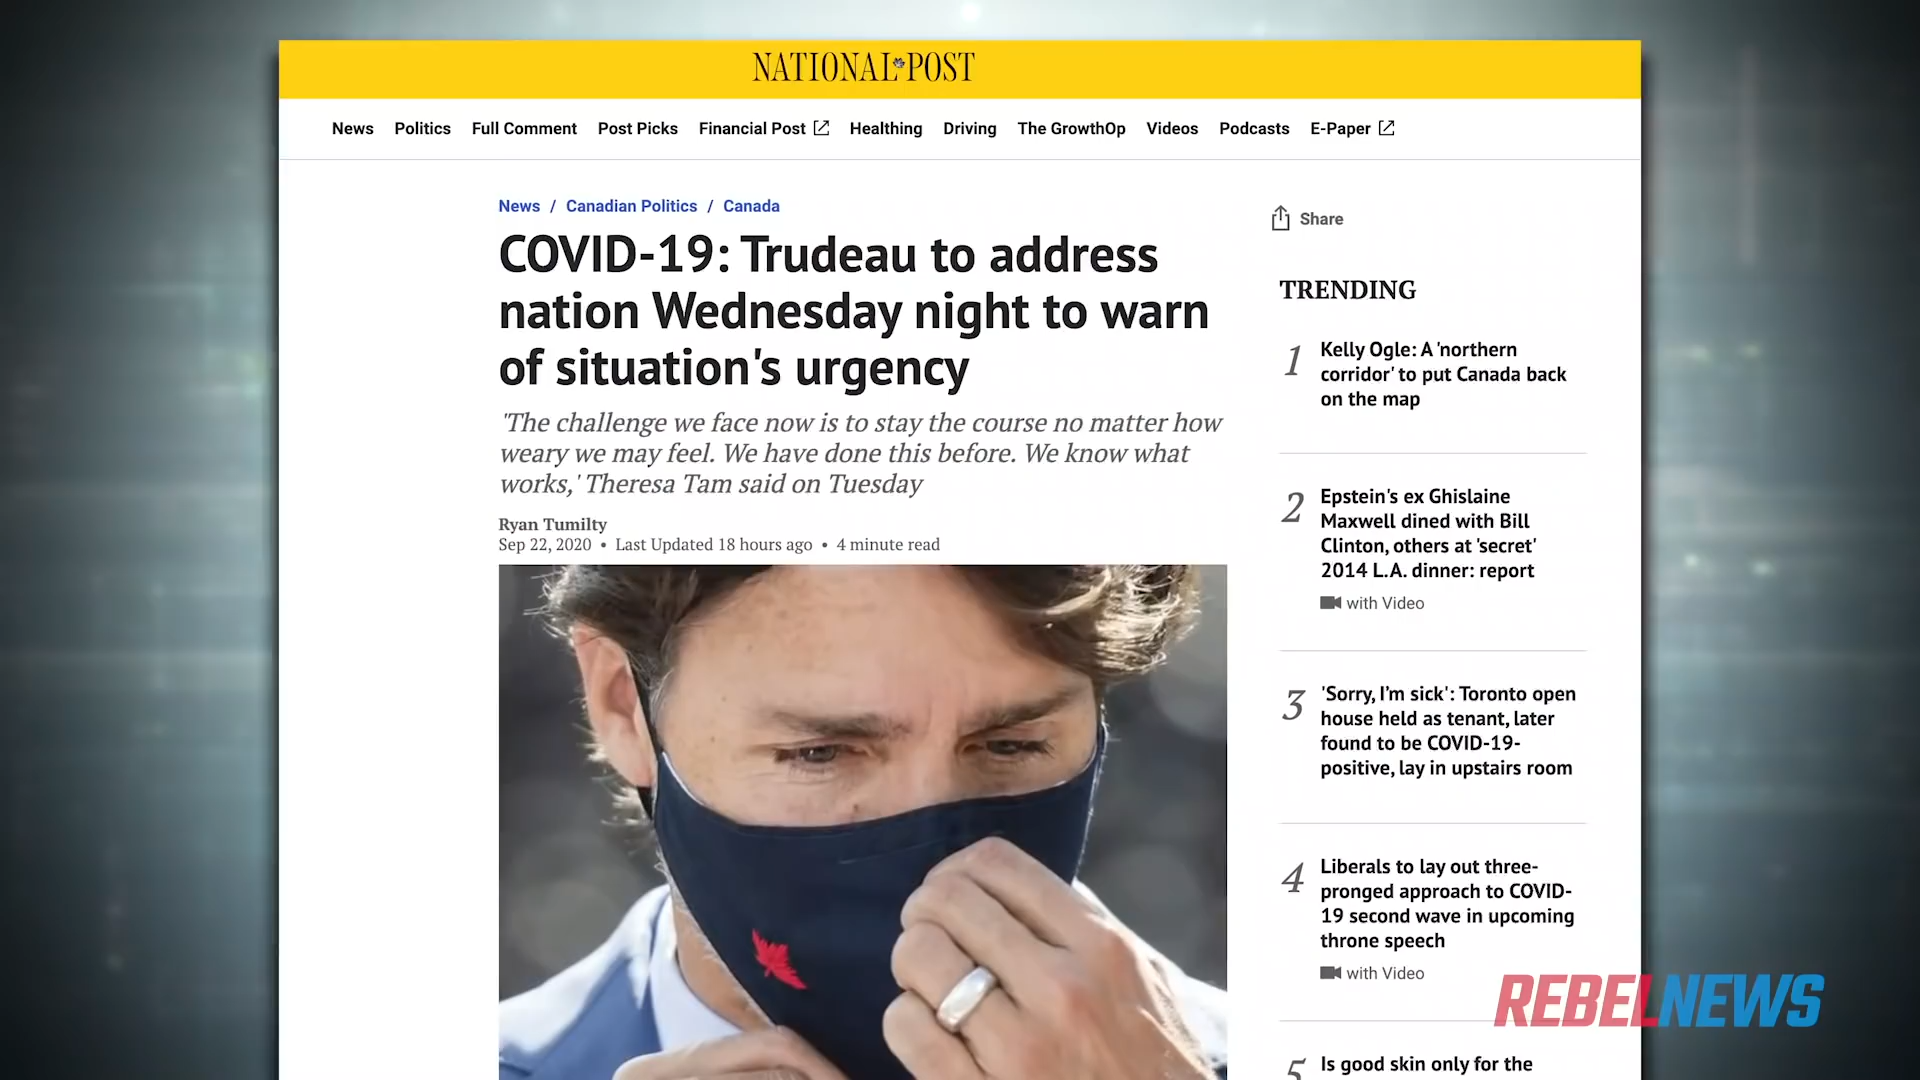 NATIONAL POST
News Politics Full Comment Post Picks Financial Post Healthing Driving The GrowthOp Videos Podcasts E-Paper
News / Canadian Politics / Canada
COVID-19: Trudeau to address
nation Wednesday night to warn
of situation's urgency
'The challenge we face now is to stay the course no matter how
weary we may feel. We have done this before. We know what
works,' Theresa Tam said on Tuesday
Ryan Tumilty
Sep 22, 2020 • Last Updated 18 hours ago • 4 minute read
Share
TRENDING
1
Kelly Ogle: A 'northern
corridor' to put Canada back
on the map
2
Epstein's ex Ghislaine
Maxwell dined with Bill
Clinton, others at 'secret'
2014 L.A. dinner: report
with Video
3
'Sorry, I'm sick': Toronto open
house held as tenant, later
found to be COVID-19-
positive, lay in upstairs room
4
Liberals to lay out three-
pronged approach to COVID-
19 second wave in upcoming
throne speech
with Video
5
Is good skin only for the
REBELNEWS